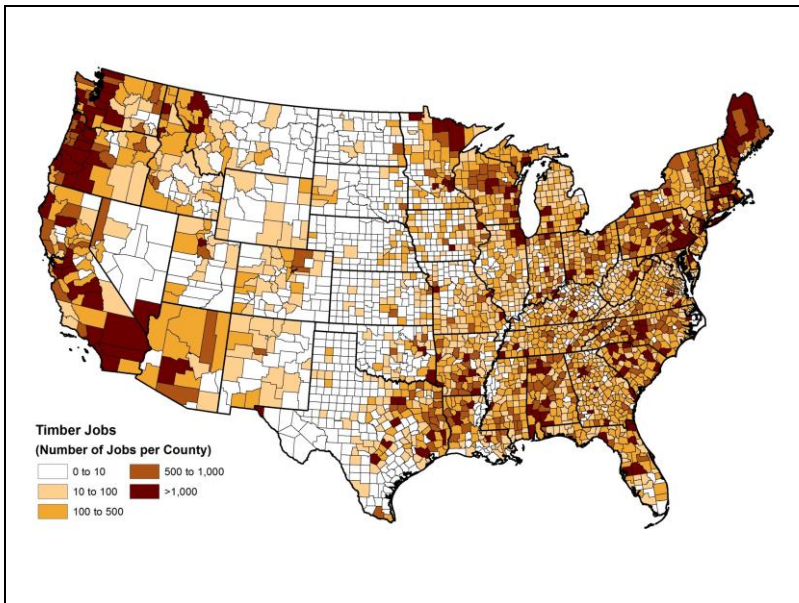 Timber Jobs
(Number of Jobs per County)
0 to 10
500 to 1,000
10 to 100
>1,000
100 to 500